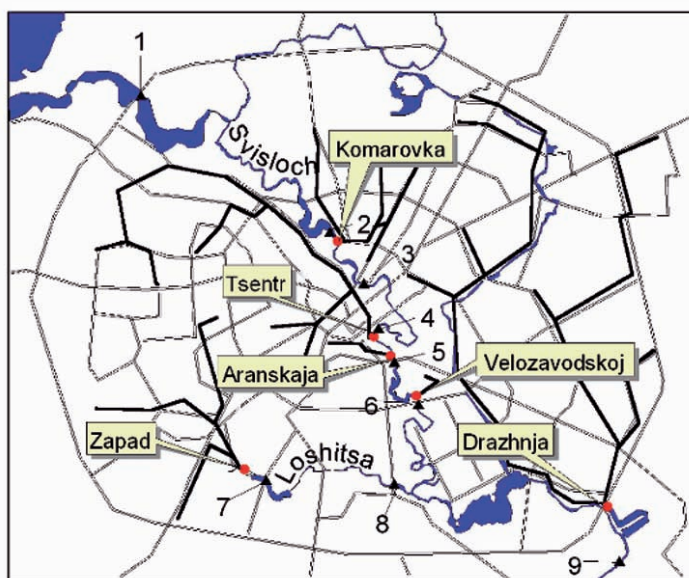 1
Svisloch
Komarovka
2
3
Tsentr
4
5
Aranskaja
Velozavodskoj
6
Zapad
Drazhnja
Loshitsa
7
8
9